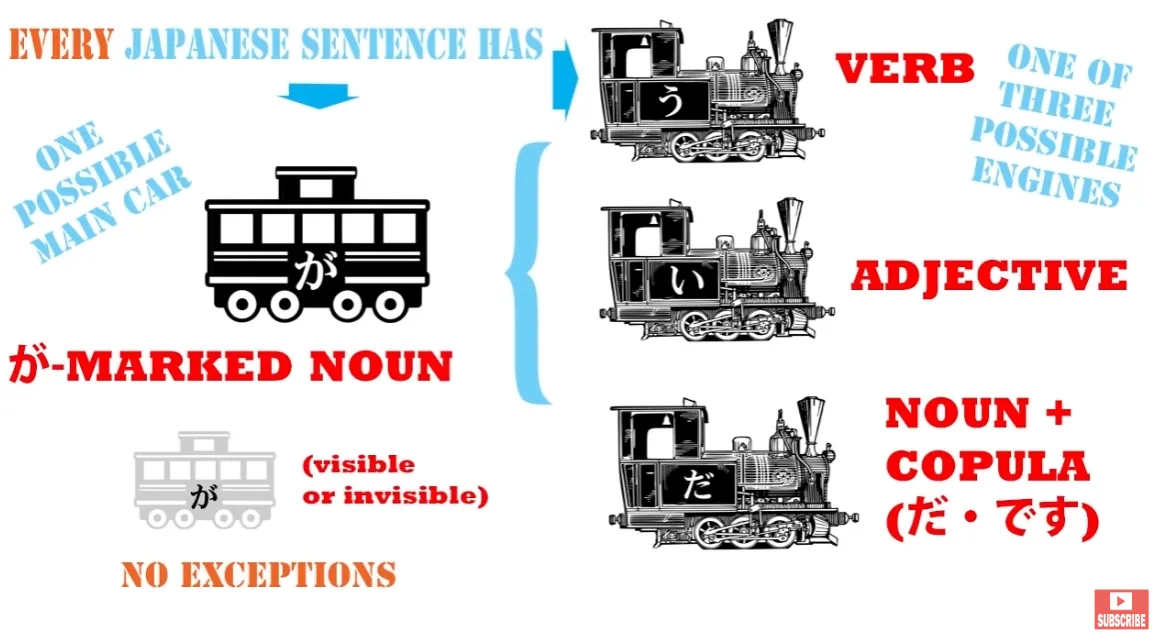 EVERY JAPANESE SENTENCE HAS
ONE
POSSIBLE
MAIN CAR
が
が-MARKED NOUN
が
(visible
or invisible)
NO EXCEPTIONS
う
VERB
ONE OF
THREE
POSSIBLE
ENGINES
い
ADJECTIVE
だ
NOUN +
COPULA
(だ・です)
SUBSCRIBE